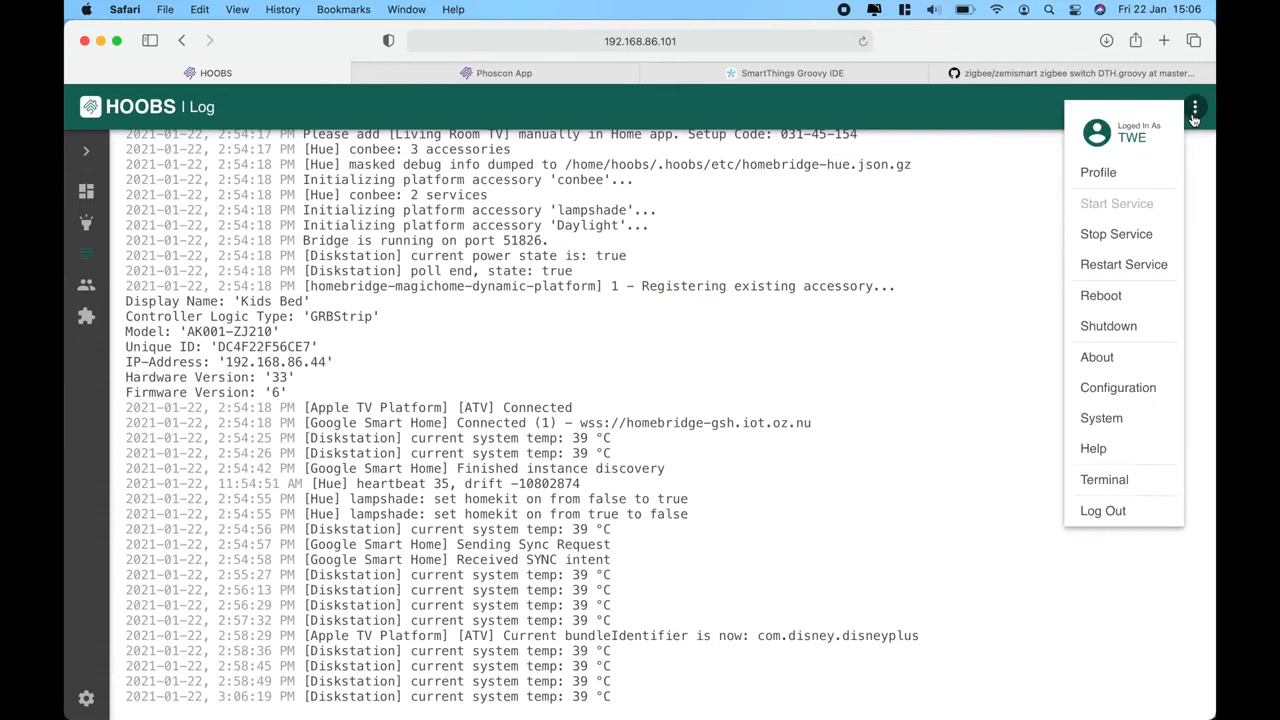 Safari File Edit View History Bookmarks Window Help Fri 22 Jan 15:06
192.168.86.101
HOOBS Phoscon App SmartThings Groovy IDE zigbee/zemismart zigbee switch DTH.groovy at master...
HOOBS | Log
2021-01-22, 2:54:17 PM Please add [Living Room TV] manually in Home app. Setup Code: 031-45-154
2021-01-22, 2:54:17 PM [Hue] conbee: 3 accessories
2021-01-22, 2:54:18 PM [Hue] masked debug info dumped to /home/hoobs/.hoobs/etc/homebridge-hue.json.gz
2021-01-22, 2:54:18 PM Initializing platform accessory 'conbee'...
2021-01-22, 2:54:18 PM [Hue] conbee: 2 services
2021-01-22, 2:54:18 PM Initializing platform accessory 'lampshade'...
2021-01-22, 2:54:18 PM Initializing platform accessory 'Daylight'...
2021-01-22, 2:54:18 PM Bridge is running on port 51826.
2021-01-22, 2:54:18 PM [Diskstation] current power state is: true
2021-01-22, 2:54:18 PM [Diskstation] poll end, state: true
2021-01-22, 2:54:18 PM [homebridge-magichome-dynamic-platform] 1 - Registering existing accessory...
Display Name: 'Kids Bed'
Controller Logic Type: 'GRBStrip'
Model: 'AK001-ZJ210'
Unique ID: 'DC4F22F56CE7'
IP-Address: '192.168.86.44'
Hardware Version: '33'
Firmware Version: '6'
2021-01-22, 2:54:18 PM [Apple TV Platform] [ATV] Connected
2021-01-22, 2:54:18 PM [Google Smart Home] Connected (1) - wss://homebridge-gsh.iot.oz.nu
2021-01-22, 2:54:25 PM [Diskstation] current system temp: 39 °C
2021-01-22, 2:54:26 PM [Diskstation] current system temp: 39 °C
2021-01-22, 2:54:42 PM [Google Smart Home] Finished instance discovery
2021-01-22, 11:54:51 AM [Hue] heartbeat 35, drift -10802874
2021-01-22, 2:54:55 PM [Hue] lampshade: set homekit on from false to true
2021-01-22, 2:54:55 PM [Hue] lampshade: set homekit on from true to false
2021-01-22, 2:54:56 PM [Diskstation] current system temp: 39 °C
2021-01-22, 2:54:57 PM [Google Smart Home] Sending Sync Request
2021-01-22, 2:54:58 PM [Google Smart Home] Received SYNC intent
2021-01-22, 2:55:27 PM [Diskstation] current system temp: 39 °C
2021-01-22, 2:56:13 PM [Diskstation] current system temp: 39 °C
2021-01-22, 2:56:29 PM [Diskstation] current system temp: 39 °C
2021-01-22, 2:57:32 PM [Diskstation] current system temp: 39 °C
2021-01-22, 2:58:29 PM [Apple TV Platform] [ATV] Current bundleIdentifier is now: com.disney.disneyplus
2021-01-22, 2:58:36 PM [Diskstation] current system temp: 39 °C
2021-01-22, 2:58:45 PM [Diskstation] current system temp: 39 °C
2021-01-22, 2:58:49 PM [Diskstation] current system temp: 39 °C
2021-01-22, 3:06:19 PM [Diskstation] current system temp: 39 °C
Loged In As
TWE
Profile
Start Service
Stop Service
Restart Service
Reboot
Shutdown
About
Configuration
System
Help
Terminal
Log Out